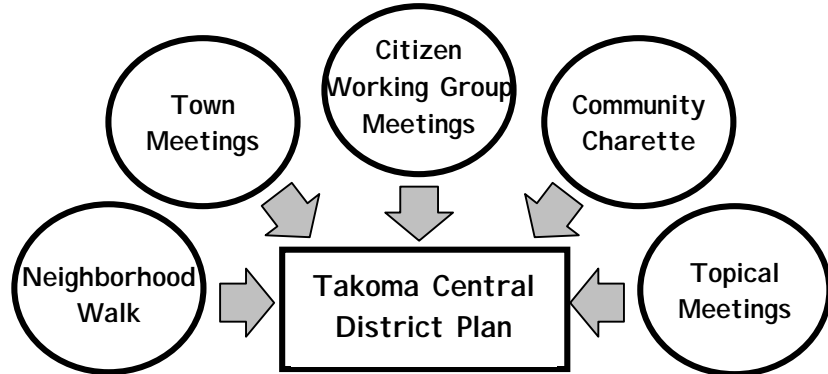 Citizen
Working Group
Meetings
Town
Meetings
Community
Charette
Neighborhood
Walk
Takoma Central
District Plan
Topical
Meetings